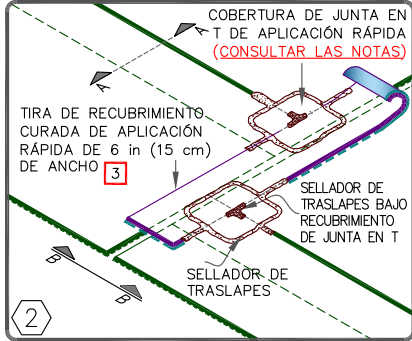 COBERTURA DE JUNTA EN
T DE APLICACIÓN RÁPIDA
(CONSULTAR LAS NOTAS)
A
A
TIRA DE RECUBRIMIENTO
CURADA DE APLICACIÓN
RÁPIDA DE 6 in (15 cm)
DE ANCHO 3
SELLADOR DE
TRASLAPES BAJO
RECUBRIMIENTO
DE JUNTA EN T
SELLADOR DE
TRASLAPES
B
B
2